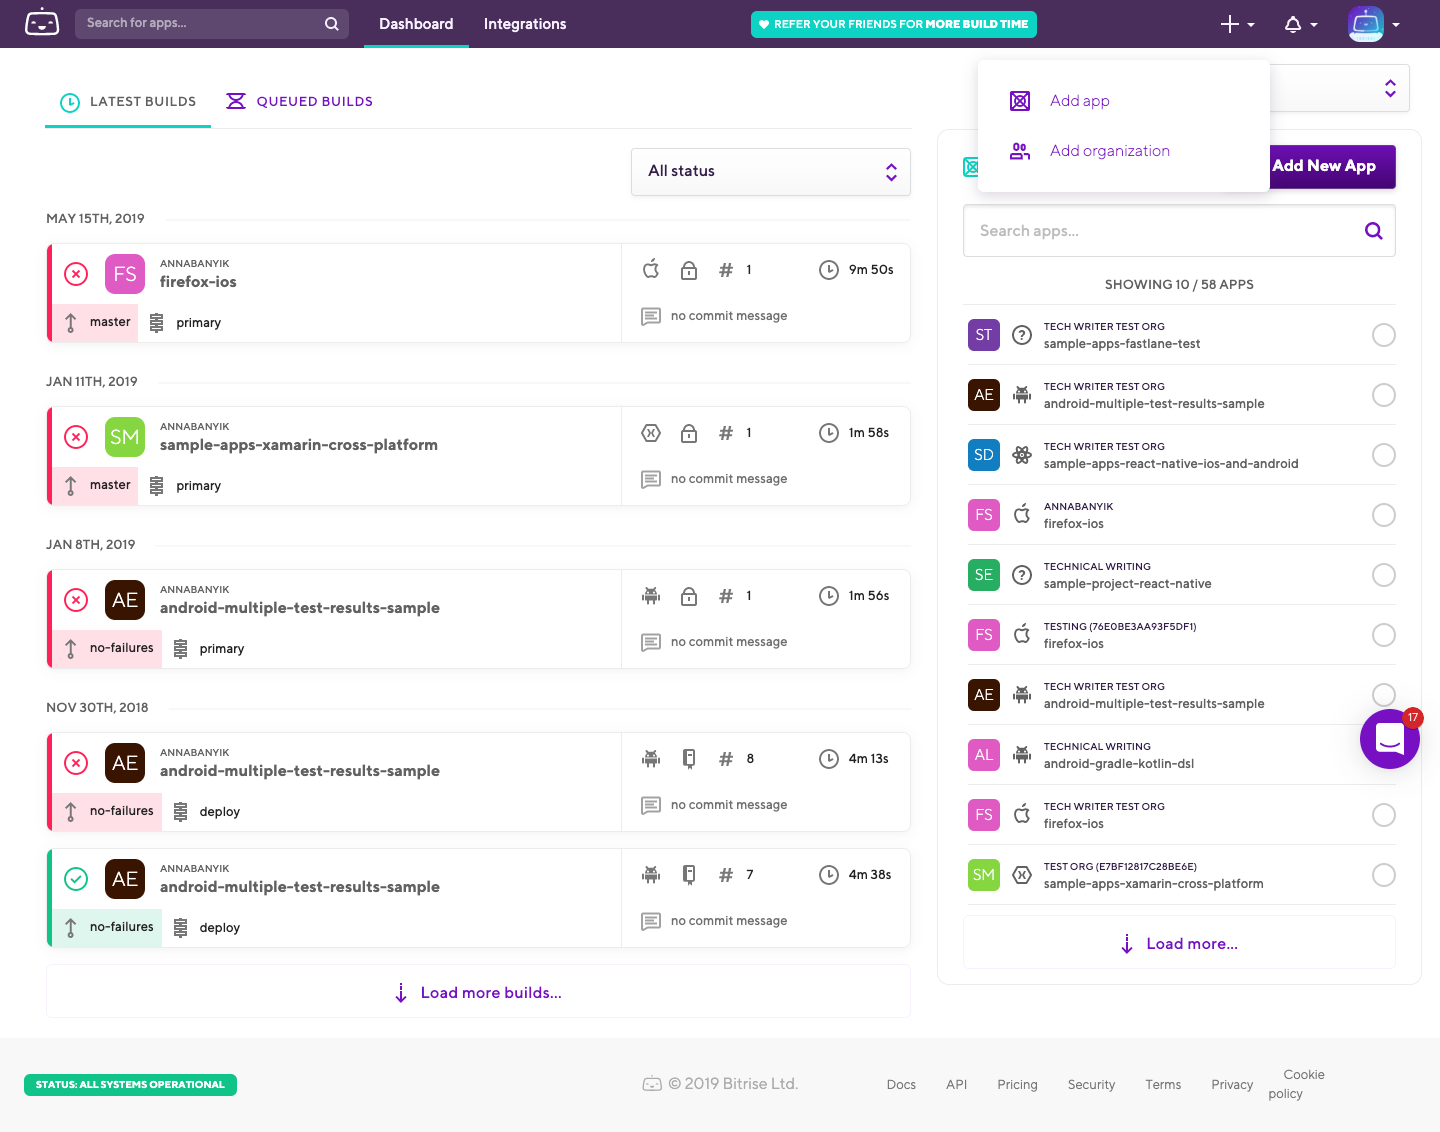 Search for apps...
Dashboard
Integrations
REFER YOUR FRIENDS FOR MORE BUILD TIME
LATEST BUILDS
QUEUED BUILDS
Add app
Add organization
Add New App
All status
Search apps...
SHOWING 10 / 58 APPS
MAY 15TH, 2019
FS
ANNABANYIK
firefox-ios
# 1
9m 50s
master
primary
no commit message
JAN 11TH, 2019
SM
ANNABANYIK
sample-apps-xamarin-cross-platform
# 1
1m 58s
master
primary
no commit message
JAN 8TH, 2019
AE
ANNABANYIK
android-multiple-test-results-sample
# 1
1m 56s
no-failures
primary
no commit message
NOV 30TH, 2018
AE
ANNABANYIK
android-multiple-test-results-sample
# 8
4m 13s
no-failures
deploy
no commit message
AE
ANNABANYIK
android-multiple-test-results-sample
# 7
4m 38s
no-failures
deploy
no commit message
Load more builds...
ST
TECH WRITER TEST ORG
sample-apps-fastlane-test
AE
TECH WRITER TEST ORG
android-multiple-test-results-sample
SD
TECH WRITER TEST ORG
sample-apps-react-native-ios-and-android
FS
ANNABANYIK
firefox-ios
SE
TECHNICAL WRITING
sample-project-react-native
FS
TESTING (76E0BE3AA93F5DF1)
firefox-ios
AE
TECH WRITER TEST ORG
android-multiple-test-results-sample
17
AL
TECHNICAL WRITING
android-gradle-kotlin-dsl
FS
TECH WRITER TEST ORG
firefox-ios
SM
TEST ORG (E7BF12817C28BE6E)
sample-apps-xamarin-cross-platform
Load more...
STATUS: ALL SYSTEMS OPERATIONAL
© 2019 Bitrise Ltd.
Docs
API
Pricing
Security
Terms
Privacy
Cookie
policy